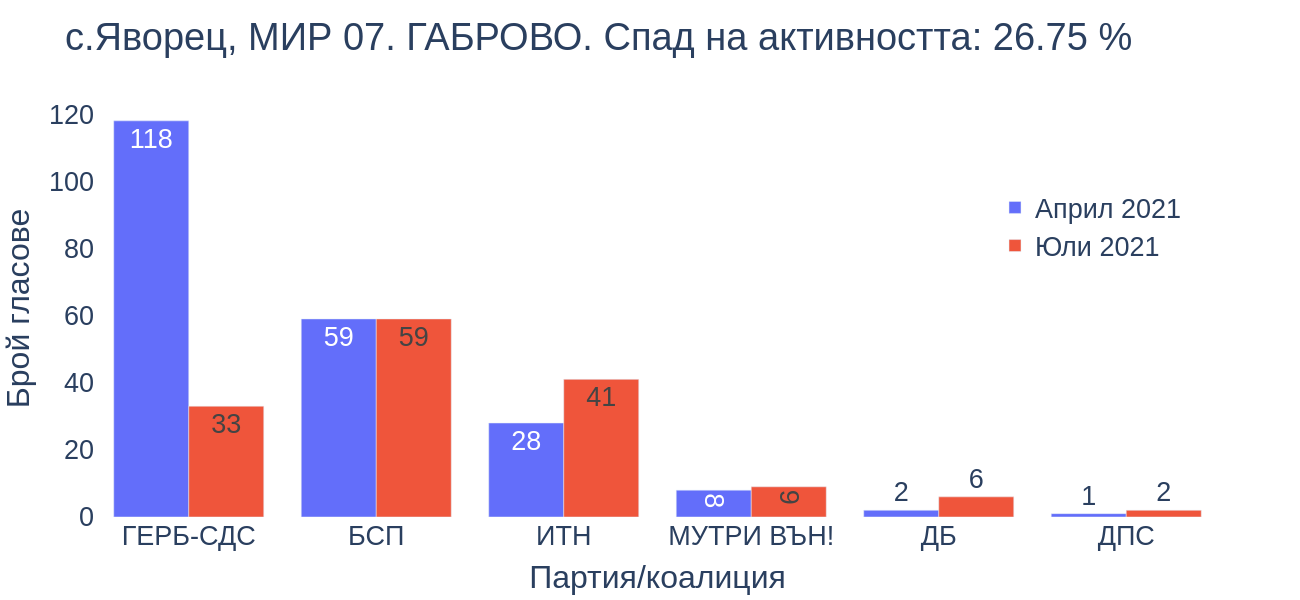 с.Яворец, МИР 07. ГАБРОВО. Спад на активността: 26.75 %
120
100
80
60
40
20
0
Брой гласове
118
33
59
59
28
41
8
9
2
6
1
2
Април 2021
Юли 2021
ГЕРБ-СДС
БСП
ИТН
МУТРИ ВЪН!
ДБ
ДПС
Партия/коалиция